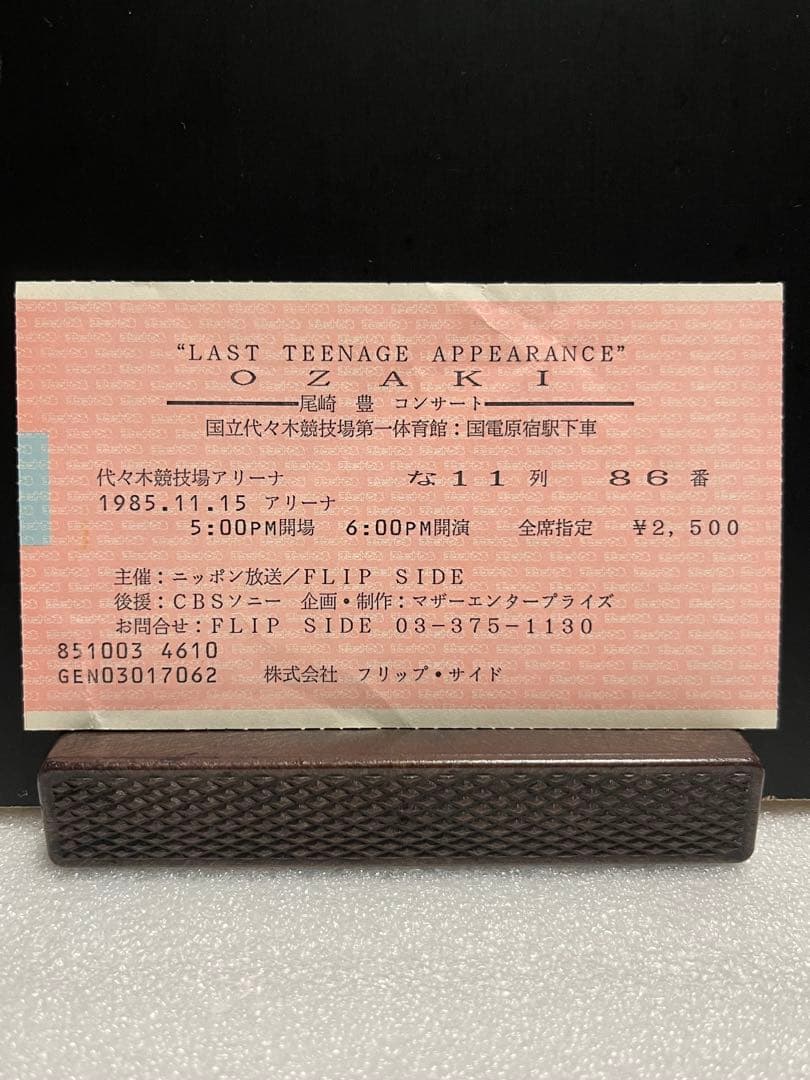 “LAST TEENAGE APPEARANCE”
OZAKI
尾崎 豊 コンサート
国立代々木競技場第一体育館：国電原宿駅下車
代々木競技場アリーナ な11列 86番
1985.11.15 アリーナ
5:00PM開場 6:00PM開演 全席指定 ¥2,500
主催：ニッポン放送／FLIP SIDE
後援：CBSソニー 企画・制作：マザーエンタープライズ
お問合せ：FLIP SIDE 03-375-1130
851003 4610
GEN03017062 株式会社 フリップ・サイド